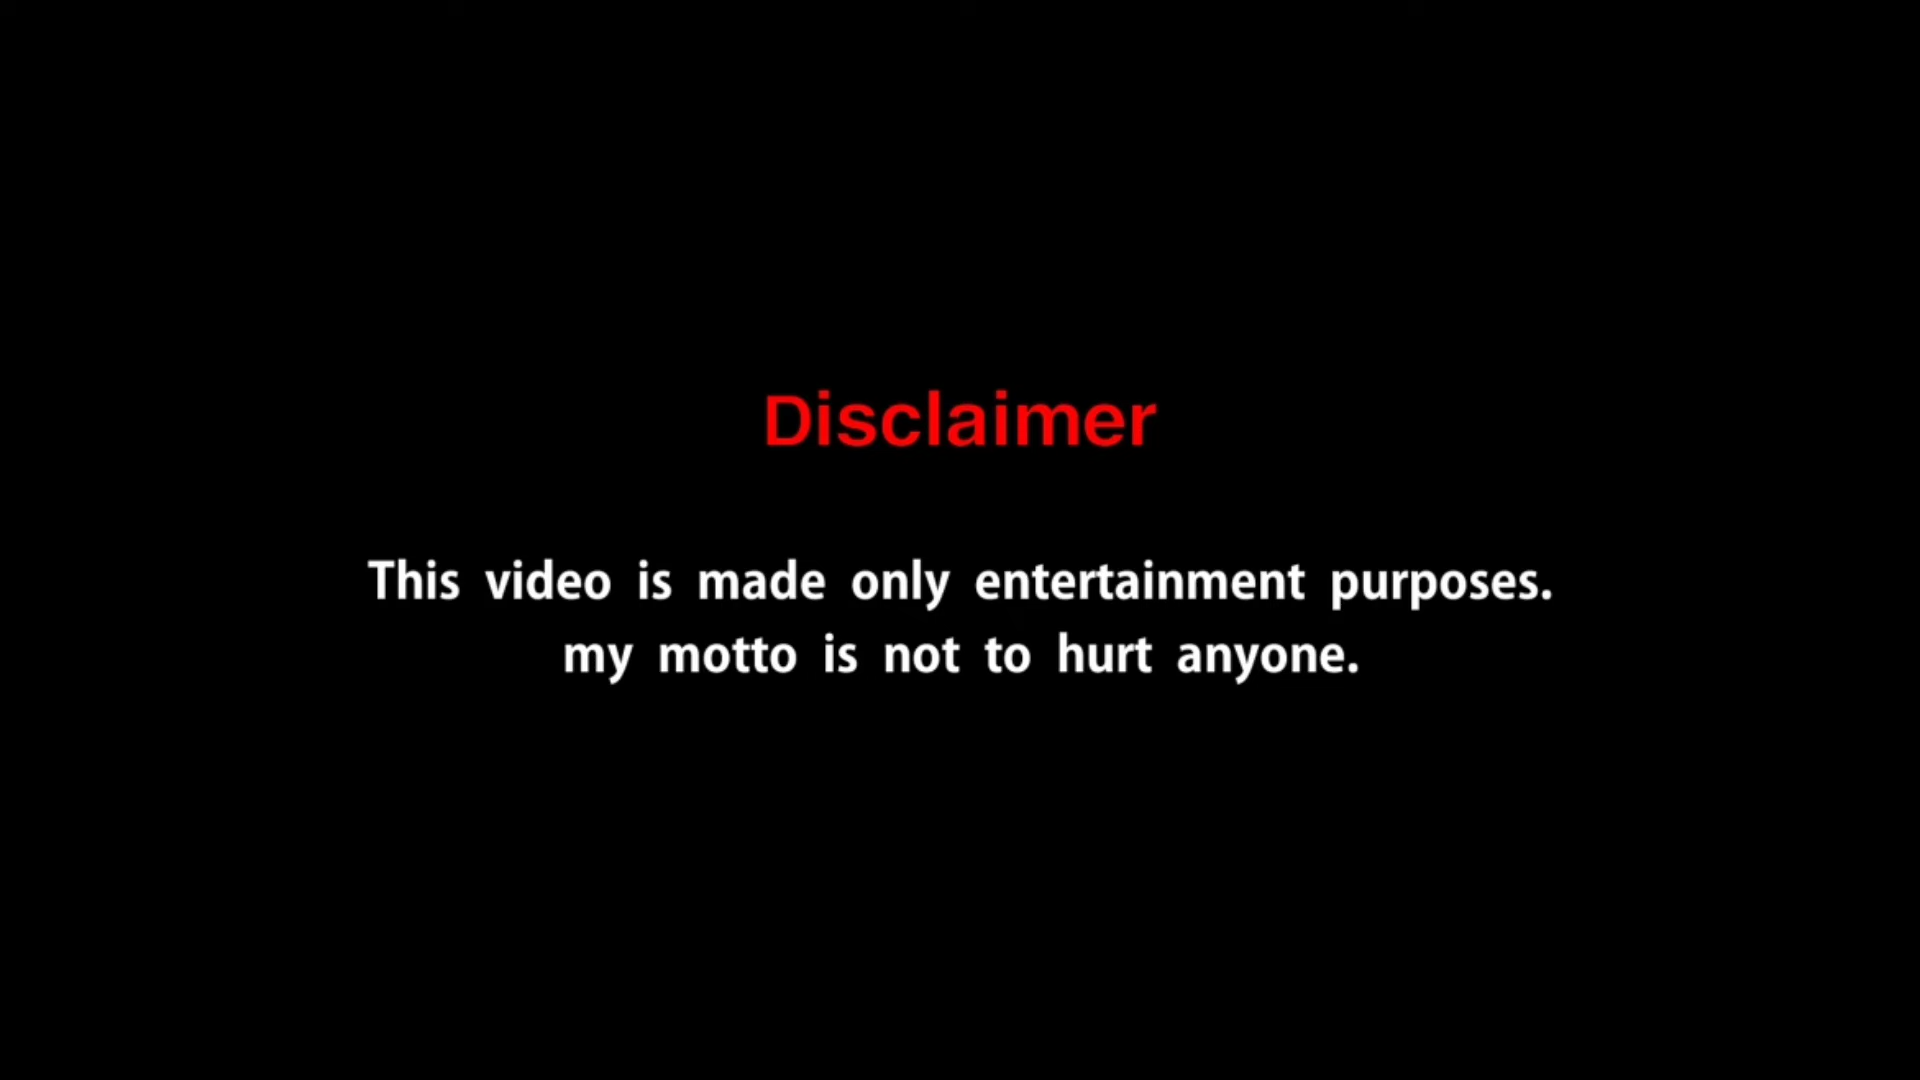 Disclaimer
This video is made only entertainment purposes.
my motto is not to hurt anyone.